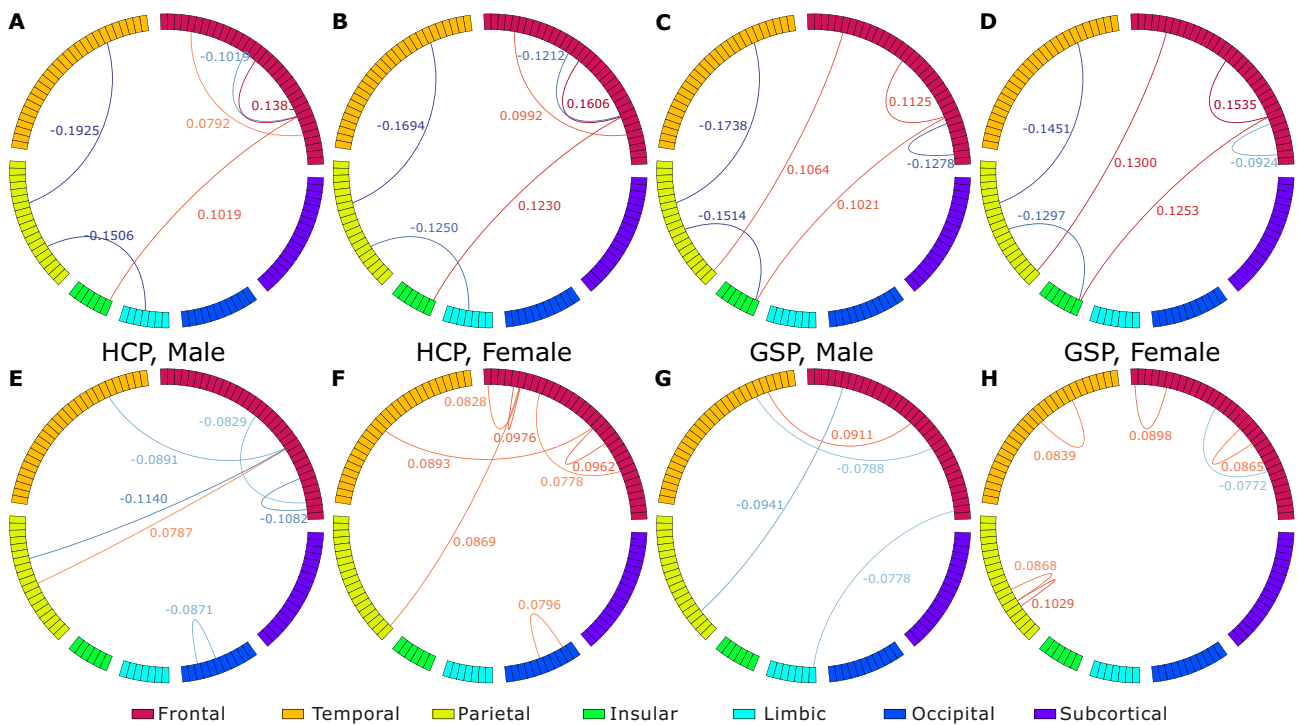 A
B
C
D
-0.1019
0.1383
0.0792
-0.1925
0.1019
-0.1506
-0.1212
0.1606
0.0992
-0.1694
0.1230
-0.1250
0.1125
-0.1278
-0.1738
0.1064
0.1021
-0.1514
0.1535
-0.0924
-0.1451
0.1300
0.1253
-0.1297
HCP, Male
HCP, Female
GSP, Male
GSP, Female
E
F
G
H
-0.0829
-0.0891
-0.1140
-0.1082
0.0787
-0.0871
0.0828
0.0976
0.0893
0.0962
0.0778
0.0869
0.0796
0.0911
-0.0788
-0.0941
-0.0778
0.0898
0.0839
0.0865
-0.0772
0.0868
0.1029
Frontal
Temporal
Parietal
Insular
Limbic
Occipital
Subcortical